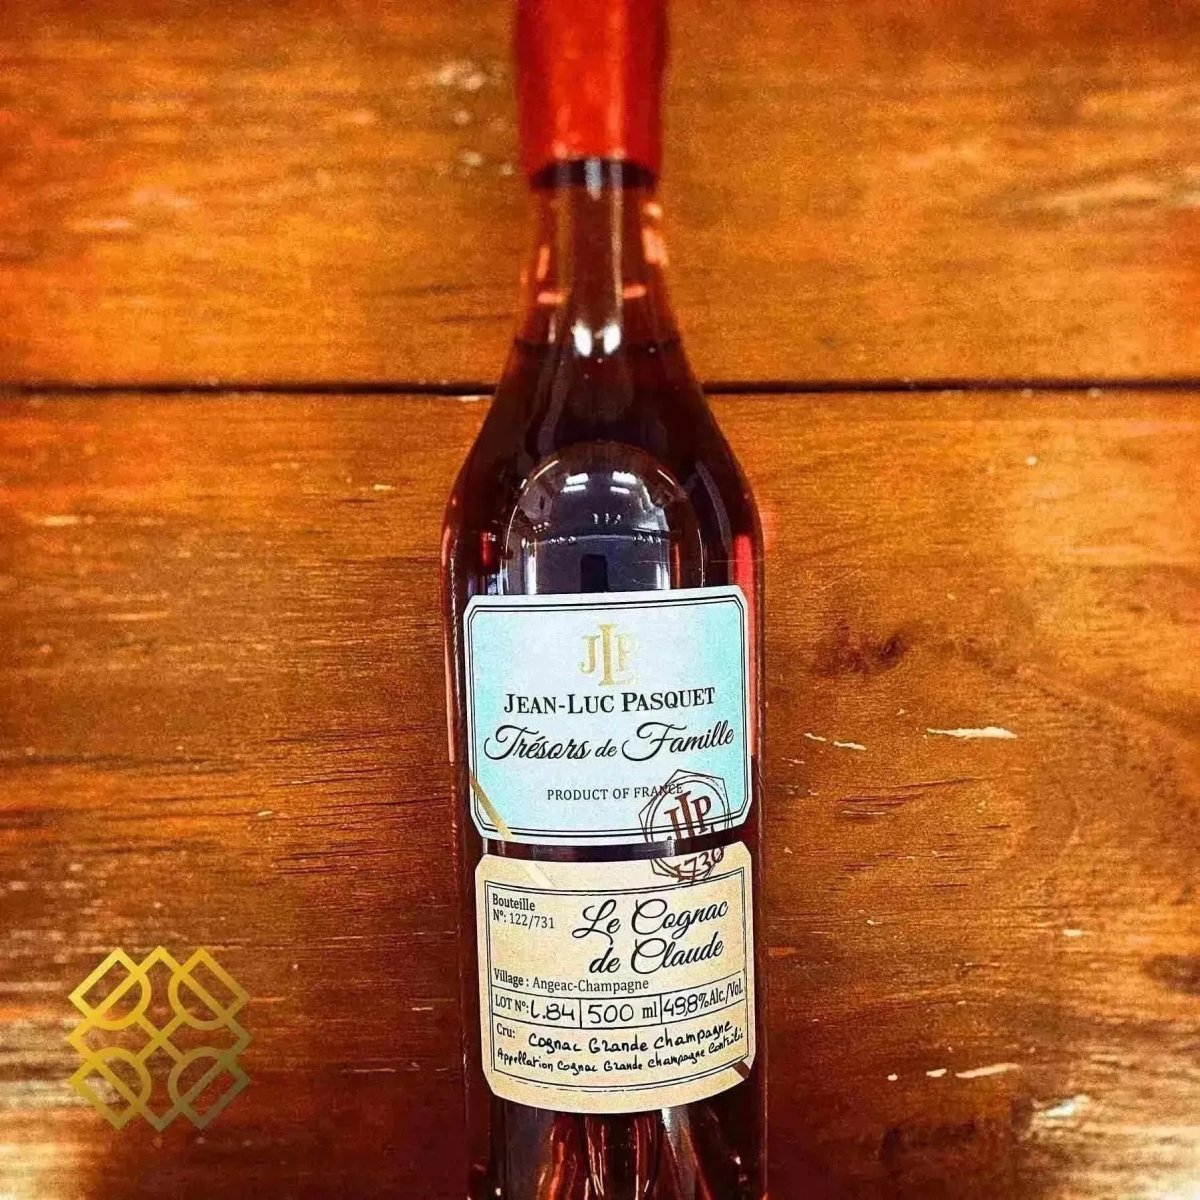 JLP
JEAN-LUC PASQUET
Trésors de Famille
PRODUCT OF FRANCE
JLP
1730
Bouteille
N°: 122/731
Le Cognac
de Claude
Village : Angeac-Champagne
LOT N°: L.84 500 ml 49,8% Alc./Vol.
Cru: Cognac Grande Champagne
Appellation Cognac Grande Champagne Contrôlée